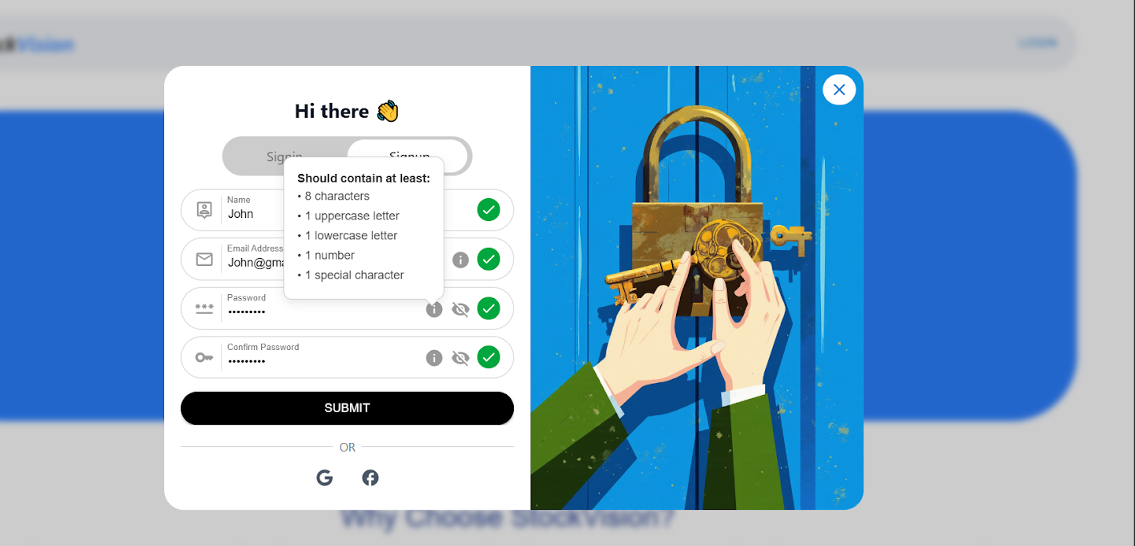 Vision
LOGIN
Hi there 👋
Signin
Signup
Should contain at least:
• 8 characters
• 1 uppercase letter
• 1 lowercase letter
• 1 number
• 1 special character
Name
John
Email Address
John@gma
Password
•••••••••
Confirm Password
•••••••••
SUBMIT
OR
Why Choose StockVision?